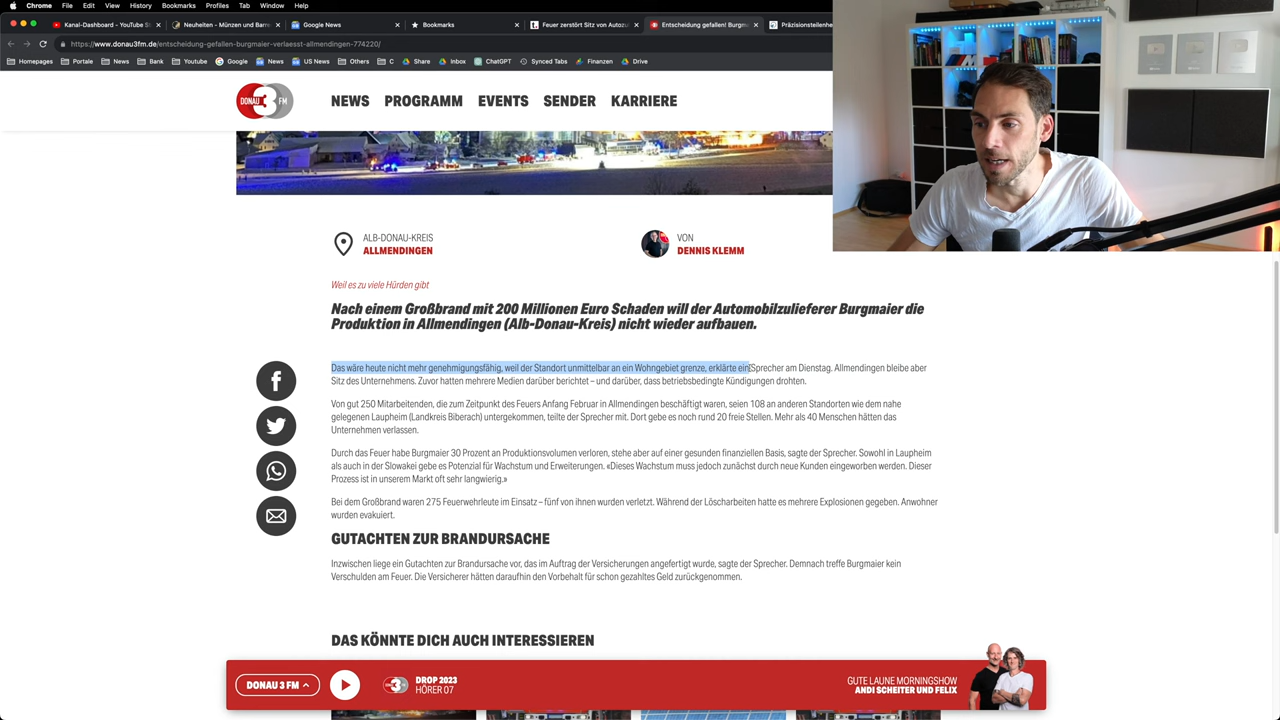 Chrome File Edit View History Bookmarks Profiles Tab Window Help
Kanal-Dashboard - YouTube St
Neuheiten - Münzen und Barre
Google News
Bookmarks
Feuer zerstört Sitz von Autozu
Entscheidung gefallen! Burgm
Präzisionsteilenhe
https://www.donau3fm.de/entscheidung-gefallen-burgmaier-verlaesst-allmendingen-774220/
Homepages Portale News Bank Youtube Google News US News Others C Share Inbox ChatGPT Synced Tabs Finanzen Drive
DONAU 3 FM
NEWS PROGRAMM EVENTS SENDER KARRIERE
ALB-DONAU-KREIS
ALLMENDINGEN
VON
DENNIS KLEMM
Weil es zu viele Hürden gibt
Nach einem Großbrand mit 200 Millionen Euro Schaden will der Automobilzulieferer Burgmaier die
Produktion in Allmendingen (Alb-Donau-Kreis) nicht wieder aufbauen.
Das wäre heute nicht mehr genehmigungsfähig, weil der Standort unmittelbar an ein Wohngebiet grenze, erklärte ein Sprecher am Dienstag. Allmendingen bleibe aber
Sitz des Unternehmens. Zuvor hatten mehrere Medien darüber berichtet – und darüber, dass betriebsbedingte Kündigungen drohten.
Von gut 250 Mitarbeitenden, die zum Zeitpunkt des Feuers Anfang Februar in Allmendingen beschäftigt waren, seien 108 an anderen Standorten wie dem nahe
gelegenen Laupheim (Landkreis Biberach) untergekommen, teilte der Sprecher mit. Dort gebe es noch rund 20 freie Stellen. Mehr als 40 Menschen hätten das
Unternehmen verlassen.
Durch das Feuer habe Burgmaier 30 Prozent an Produktionsvolumen verloren, stehe aber auf einer gesunden finanziellen Basis, sagte der Sprecher. Sowohl in Laupheim
als auch in der Slowakei gebe es Potenzial für Wachstum und Erweiterungen. «Dieses Wachstum muss jedoch zunächst durch neue Kunden eingeworben werden. Dieser
Prozess ist in unserem Markt oft sehr langwierig.»
Bei dem Großbrand waren 275 Feuerwehrleute im Einsatz – fünf von ihnen wurden verletzt. Während der Löscharbeiten hatte es mehrere Explosionen gegeben. Anwohner
wurden evakuiert.
GUTACHTEN ZUR BRANDURSACHE
Inzwischen liege ein Gutachten zur Brandursache vor, das im Auftrag der Versicherungen angefertigt wurde, sagte der Sprecher. Demnach treffe Burgmaier kein
Verschulden am Feuer. Die Versicherer hätten daraufhin den Vorbehalt für schon gezahltes Geld zurückgenommen.
DAS KÖNNTE DICH AUCH INTERESSIEREN
DONAU 3 FM
DROP 2023
HÖRER 07
GUTE LAUNE MORNINGSHOW
ANDI SCHEITER UND FELIX